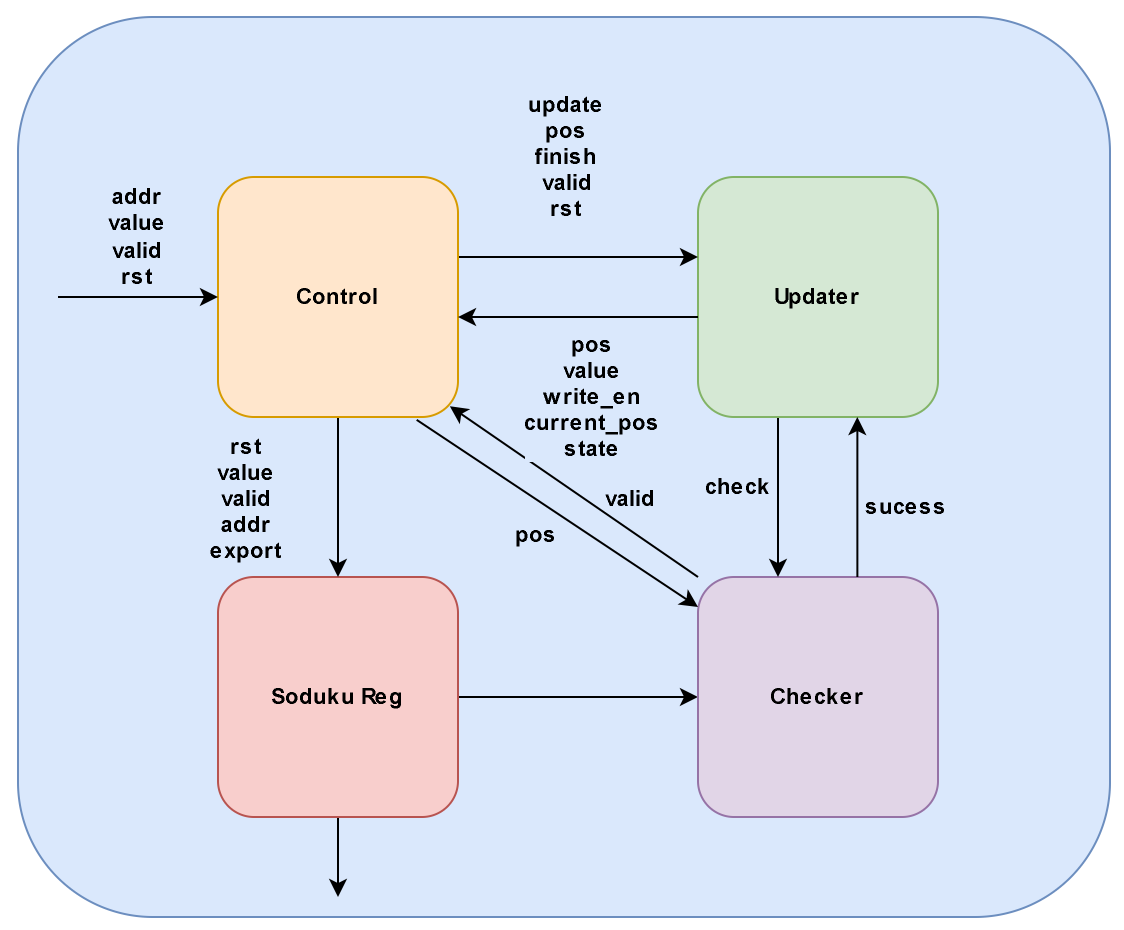 update
pos
finish
valid
rst
addr
value
valid
rst
Control
Updater
pos
value
write_en
current_pos
state
rst
value
valid
addr
export
valid
pos
check
sucess
Soduku Reg
Checker